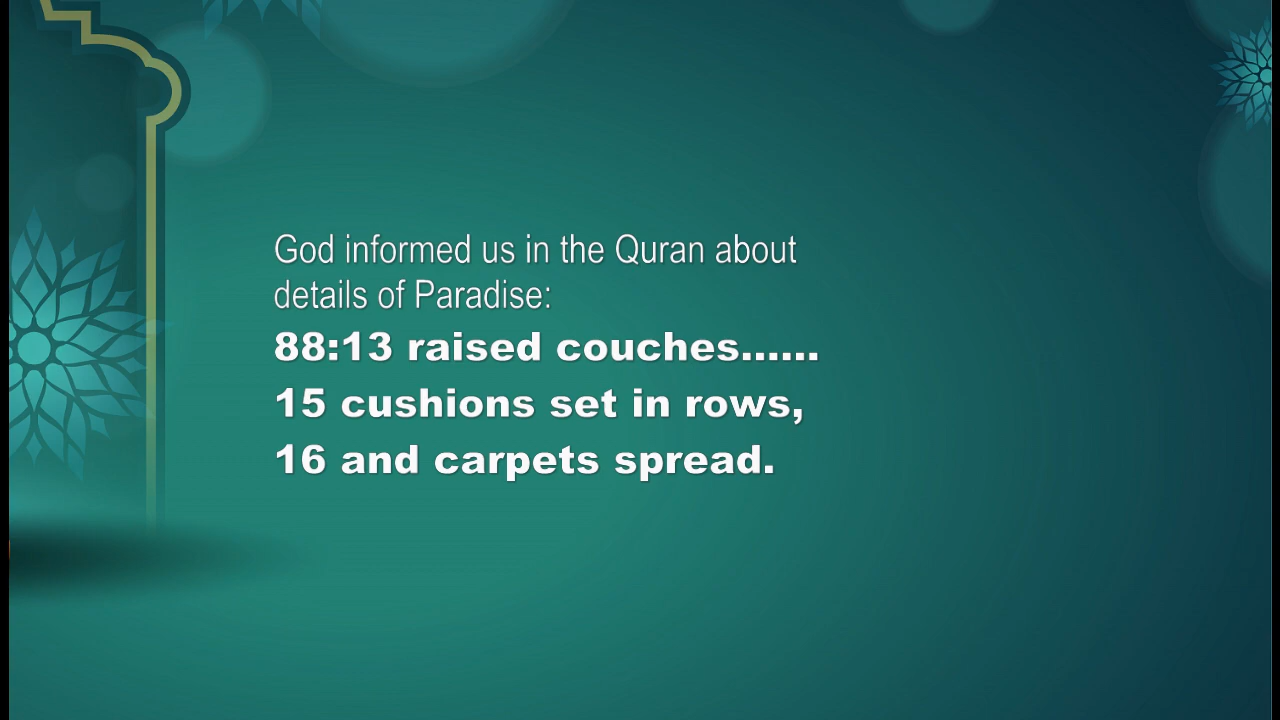 God informed us in the Quran about
details of Paradise:
88:13 raised couches......
15 cushions set in rows,
16 and carpets spread.